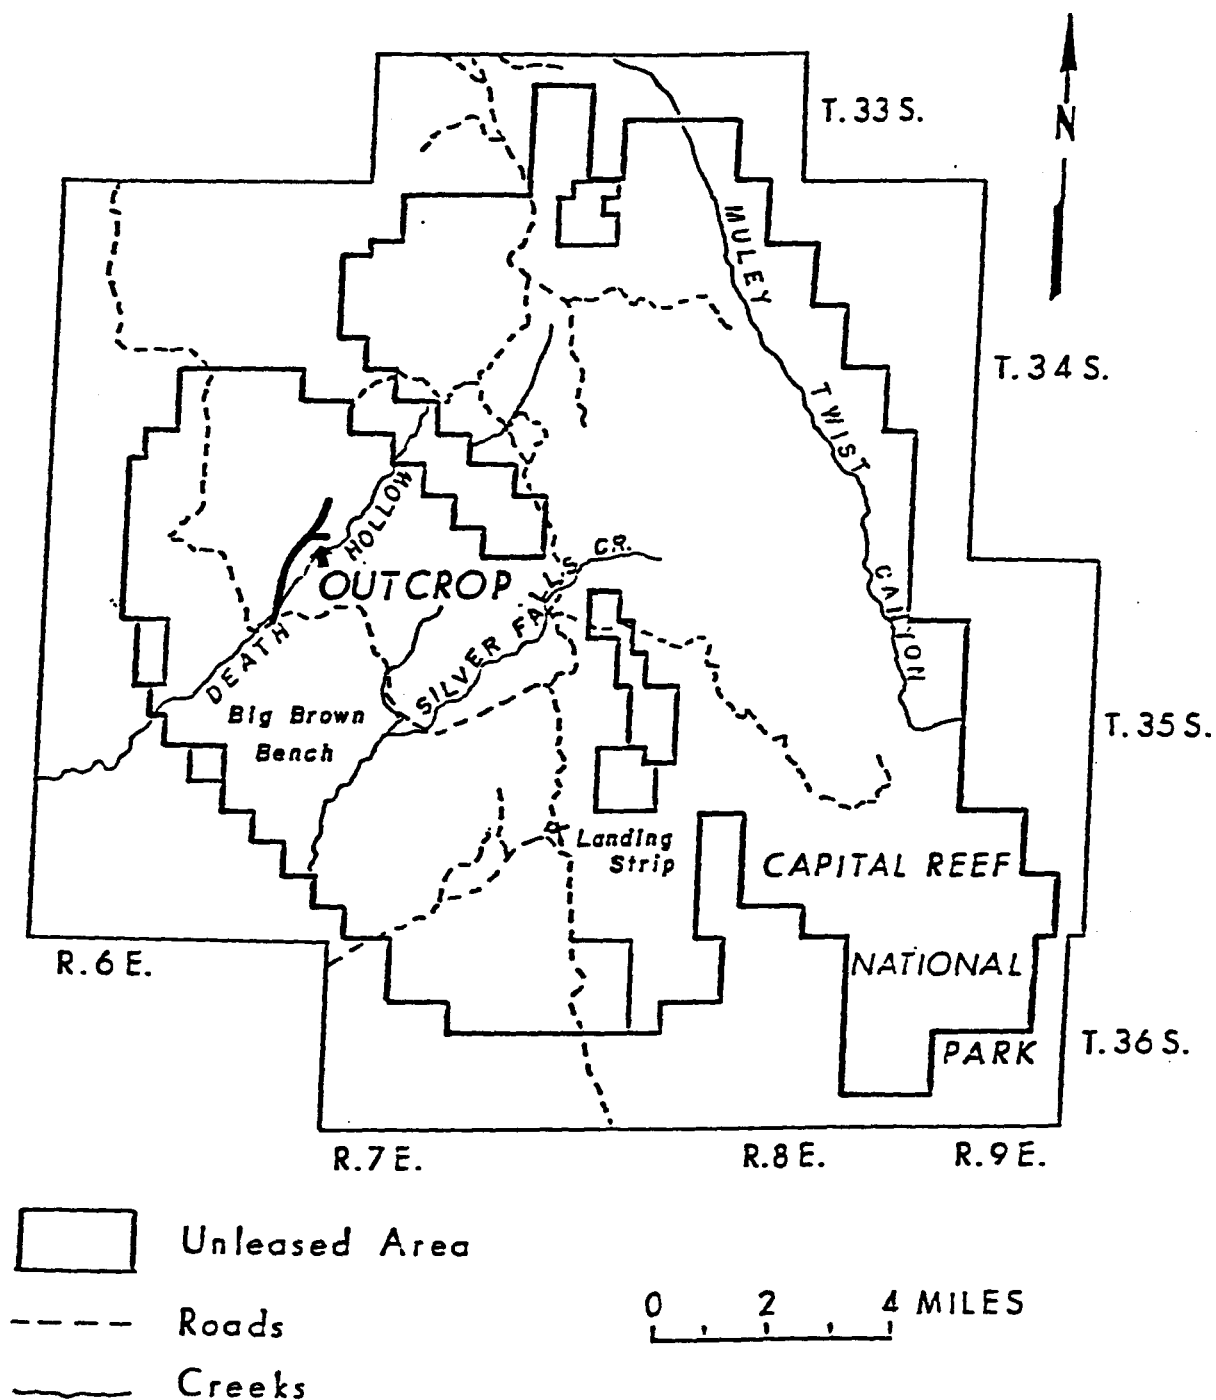 T. 33 S.
N
MULEY TWIST CANYON
T. 34 S.
DEATH HOLLOW
OUTCROP
SILVER FALLS CR.
Big Brown
Bench
T. 35 S.
Landing
Strip
CAPITAL REEF
NATIONAL
PARK
R. 6 E.
T. 36 S.
R. 7 E.
R. 8 E.
R. 9 E.
Unleased Area
Roads
Creeks
0 2 4 MILES